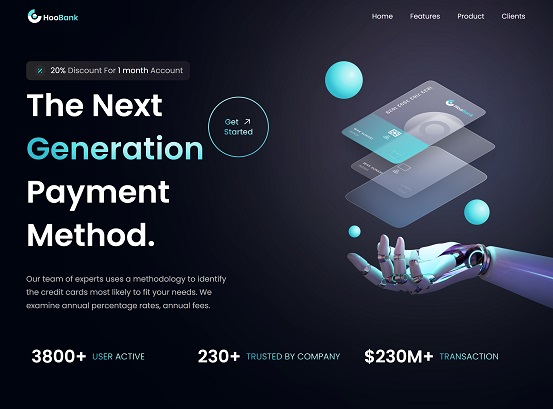 HooBank
Home Features Product Clients
20% Discount For 1 month Account
The Next
Generation
Payment
Method.
Get
Started
HooBank
Our team of experts uses a methodology to identify
the credit cards most likely to fit your needs. We
examine annual percentage rates, annual fees.
3800+ USER ACTIVE
230+ TRUSTED BY COMPANY
$230M+ TRANSACTION